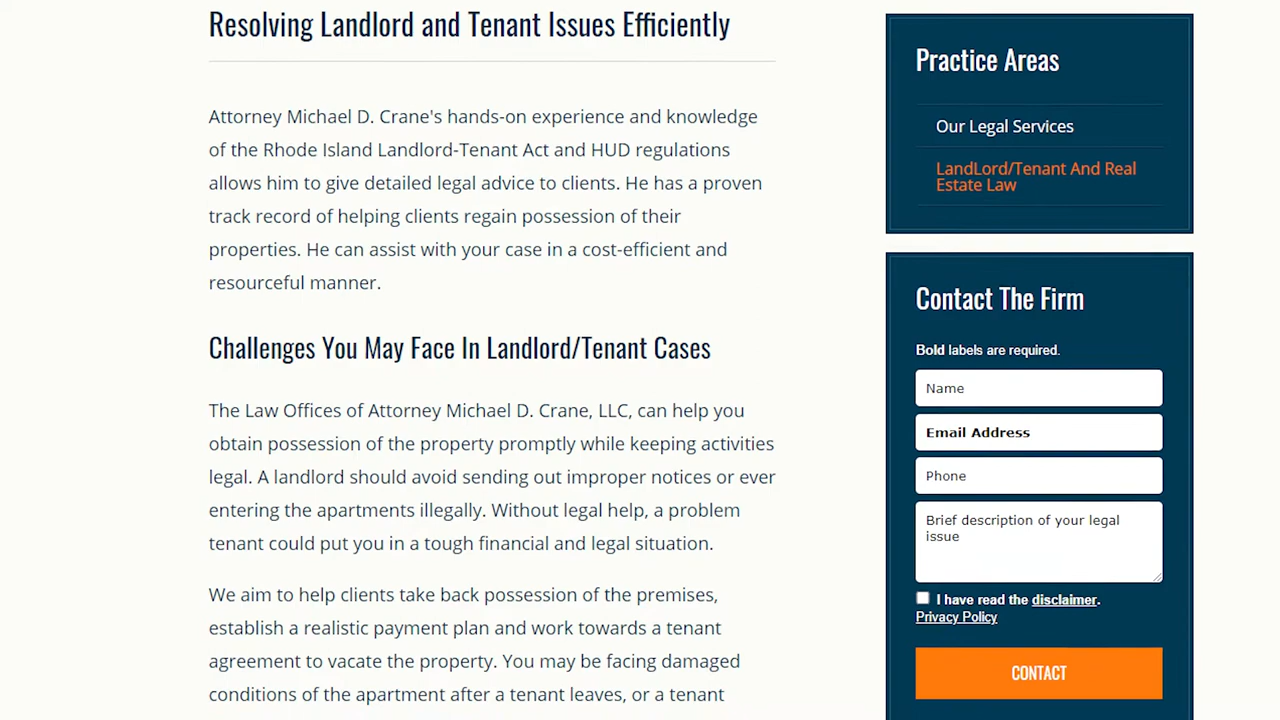 Resolving Landlord and Tenant Issues Efficiently
Attorney Michael D. Crane's hands-on experience and knowledge
of the Rhode Island Landlord-Tenant Act and HUD regulations
allows him to give detailed legal advice to clients. He has a proven
track record of helping clients regain possession of their
properties. He can assist with your case in a cost-efficient and
resourceful manner.
Challenges You May Face In Landlord/Tenant Cases
The Law Offices of Attorney Michael D. Crane, LLC, can help you
obtain possession of the property promptly while keeping activities
legal. A landlord should avoid sending out improper notices or ever
entering the apartments illegally. Without legal help, a problem
tenant could put you in a tough financial and legal situation.
We aim to help clients take back possession of the premises,
establish a realistic payment plan and work towards a tenant
agreement to vacate the property. You may be facing damaged
conditions of the apartment after a tenant leaves, or a tenant
Practice Areas
Our Legal Services
LandLord/Tenant And Real
Estate Law
Contact The Firm
Bold labels are required.
Name
Email Address
Phone
Brief description of your legal
issue
I have read the disclaimer.
Privacy Policy
CONTACT